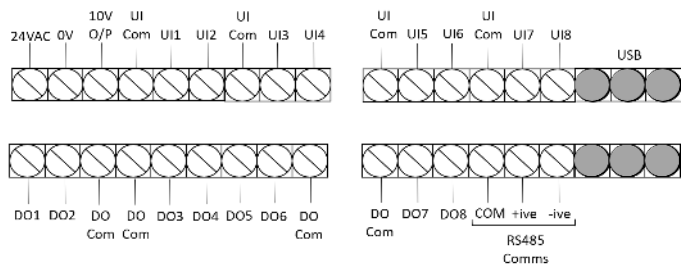 24VAC 0V 10V O/P UI Com UI1 UI2 UI Com UI3 UI4
UI Com UI5 UI6 UI Com UI7 UI8 USB
DO1 DO2 DO Com DO Com DO3 DO4 DO5 DO6 DO Com
DO Com DO7 DO8 COM +ive -ive
RS485
Comms